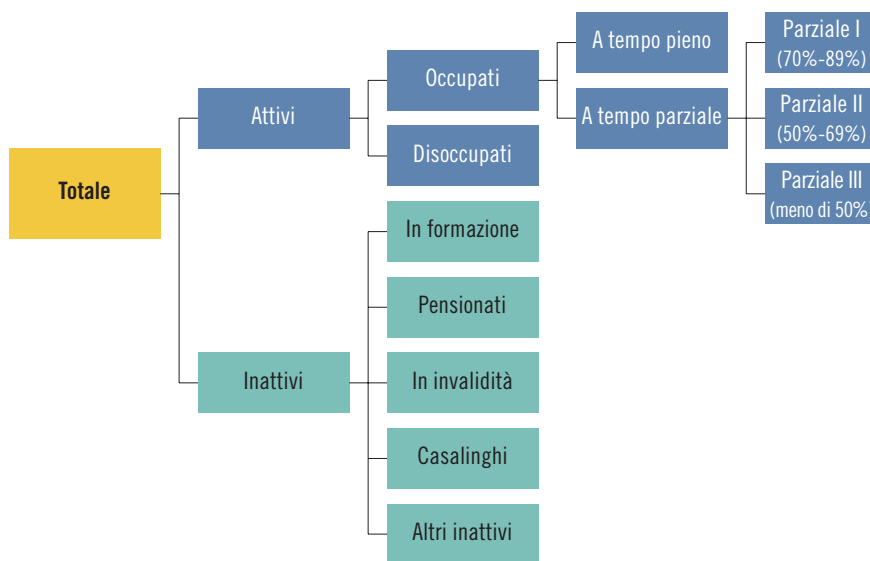 Totale
Attivi
Inattivi
Occupati
Disoccupati
In formazione
Pensionati
In invalidità
Casalinghi
Altri inattivi
A tempo pieno
A tempo parziale
Parziale I
(70%-89%)
Parziale II
(50%-69%)
Parziale III
(meno di 50%)